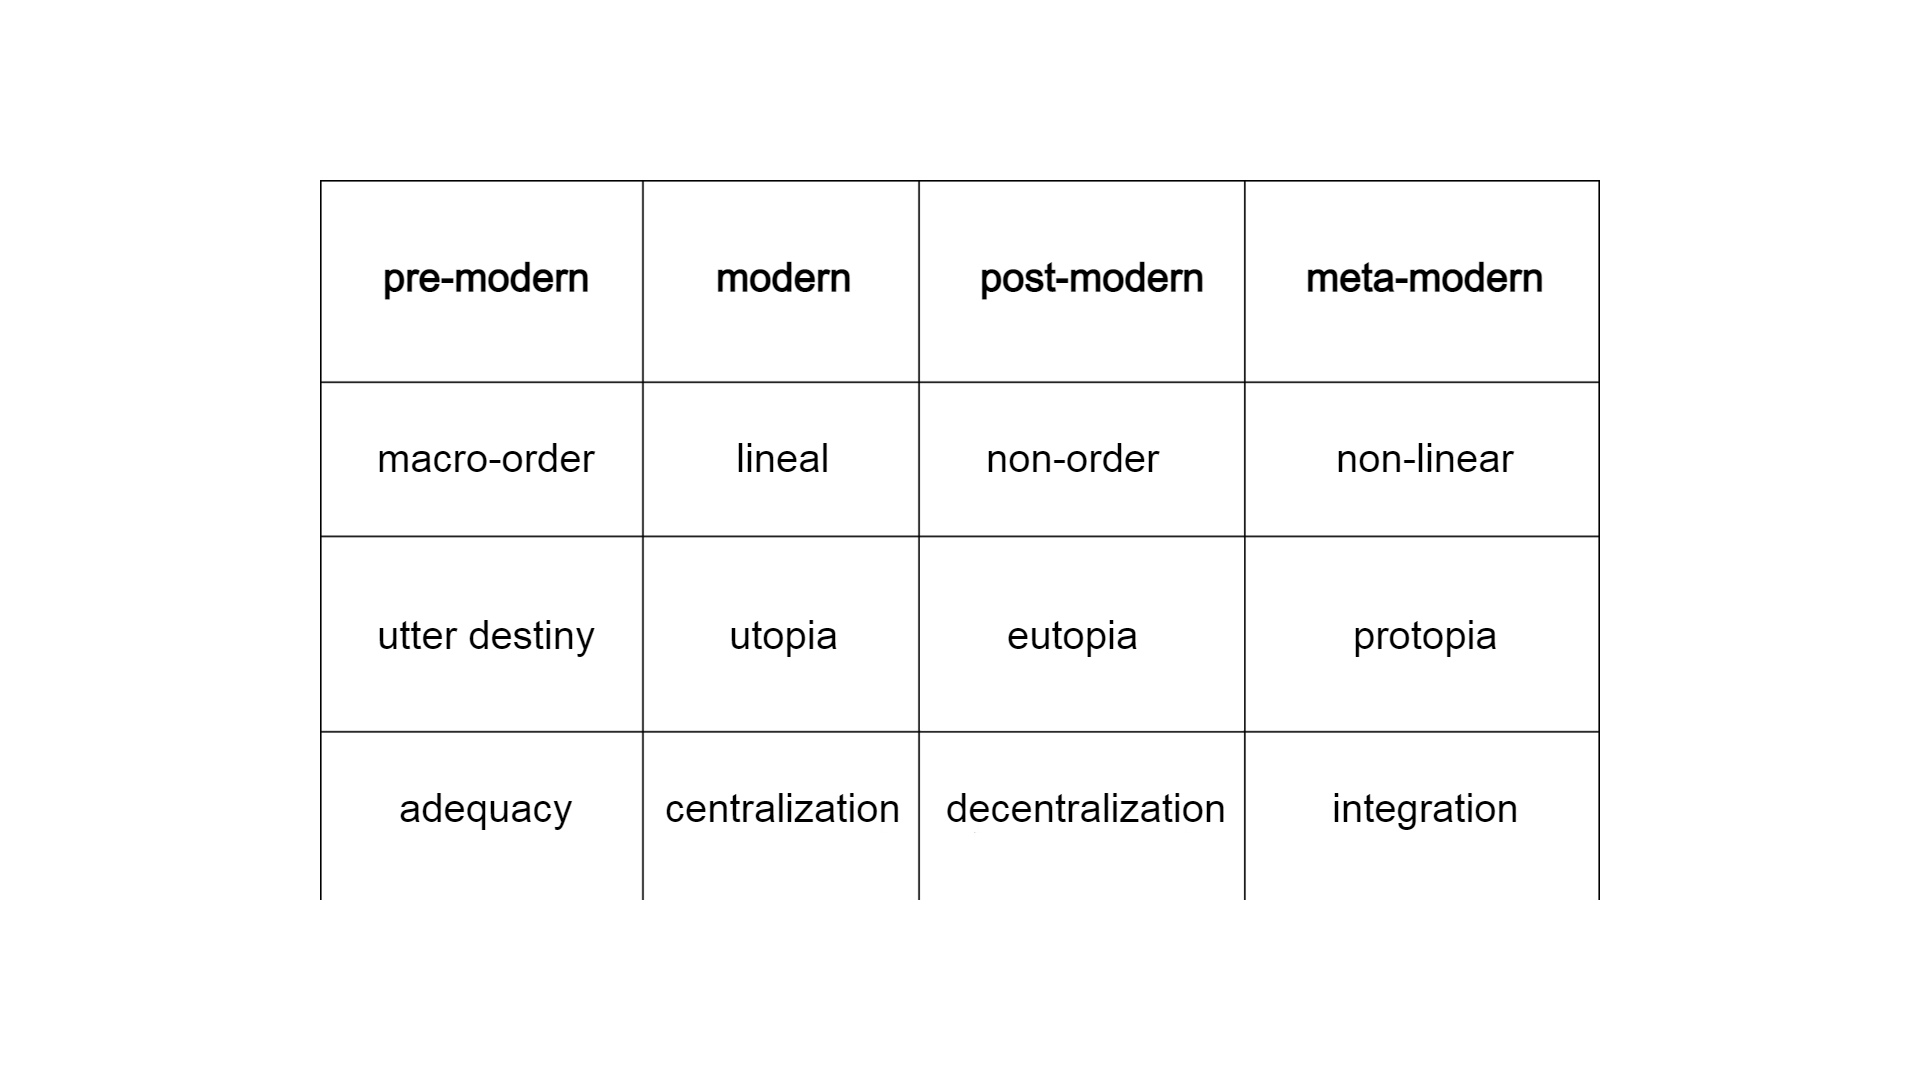 pre-modern modern post-modern meta-modern
macro-order lineal non-order non-linear
utter destiny utopia eutopia protopia
adequacy centralization decentralization integration